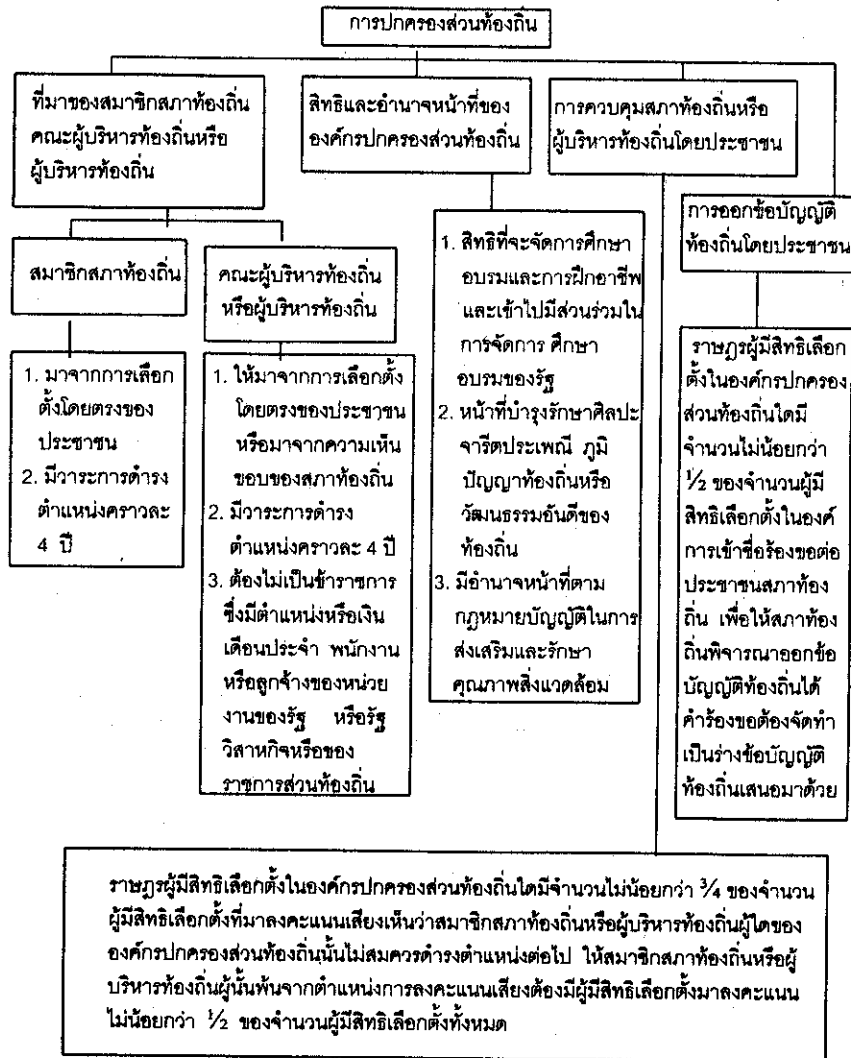 การปกครองส่วนท้องถิ่น
ที่มาของสมาชิกสภาท้องถิ่น
คณะผู้บริหารท้องถิ่นหรือ
ผู้บริหารท้องถิ่น
สิทธิและอำนาจหน้าที่ของ
องค์กรปกครองส่วนท้องถิ่น
การควบคุมสภาท้องถิ่นหรือ
ผู้บริหารท้องถิ่นโดยประชาชน
การออกข้อบัญญัติ
ท้องถิ่นโดยประชาชน
สมาชิกสภาท้องถิ่น
คณะผู้บริหารท้องถิ่น
หรือผู้บริหารท้องถิ่น
1. มาจากการเลือก
ตั้งโดยตรงของ
ประชาชน
2. มีวาระการดำรง
ตำแหน่งคราวละ
4 ปี
1. ให้มาจากการเลือกตั้ง
โดยตรงของประชาชน
หรือมาจากความเห็น
ชอบของสภาท้องถิ่น
2. มีวาระการดำรง
ตำแหน่งคราวละ 4 ปี
3. ต้องไม่เป็นข้าราชการ
ซึ่งมีตำแหน่งหรือเงิน
เดือนประจำ พนักงาน
หรือลูกจ้างของหน่วย
งานของรัฐ หรือรัฐ
วิสาหกิจหรือของ
ราชการส่วนท้องถิ่น
1. สิทธิที่จะจัดการศึกษา
อบรมและการฝึกอาชีพ
และเข้าไปมีส่วนร่วมใน
การจัดการ ศึกษา
อบรมของรัฐ
2. หน้าที่บำรุงรักษาศิลปะ
จารีตประเพณี ภูมิ
ปัญญาท้องถิ่นหรือ
วัฒนธรรมอันดีของ
ท้องถิ่น
3. มีอำนาจหน้าที่ตาม
กฎหมายบัญญัติในการ
ส่งเสริมและรักษา
คุณภาพสิ่งแวดล้อม
ราษฎรผู้มีสิทธิเลือก
ตั้งในองค์กรปกครอง
ส่วนท้องถิ่นใดมี
จำนวนไม่น้อยกว่า
½ ของจำนวนผู้มี
สิทธิเลือกตั้งในองค์
การเข้าชื่อร้องขอต่อ
ประชาชนสภาท้อง
ถิ่น เพื่อให้สภาท้อง
ถิ่นพิจารณาออกข้อ
บัญญัติท้องถิ่นได้
คำร้องขอต้องจัดทำ
เป็นร่างข้อบัญญัติ
ท้องถิ่นเสนอมาด้วย
ราษฎรผู้มีสิทธิเลือกตั้งในองค์กรปกครองส่วนท้องถิ่นใดมีจำนวนไม่น้อยกว่า ¾ ของจำนวน
ผู้มีสิทธิเลือกตั้งที่มาลงคะแนนเสียงเห็นว่าสมาชิกสภาท้องถิ่นหรือผู้บริหารท้องถิ่นผู้ใดของ
องค์กรปกครองส่วนท้องถิ่นนั้นไม่สมควรดำรงตำแหน่งต่อไป ให้สมาชิกสภาท้องถิ่นหรือผู้
บริหารท้องถิ่นผู้นั้นพ้นจากตำแหน่งการลงคะแนนเสียงต้องมีผู้มีสิทธิเลือกตั้งมาลงคะแนน
ไม่น้อยกว่า ½ ของจำนวนผู้มีสิทธิเลือกตั้งทั้งหมด